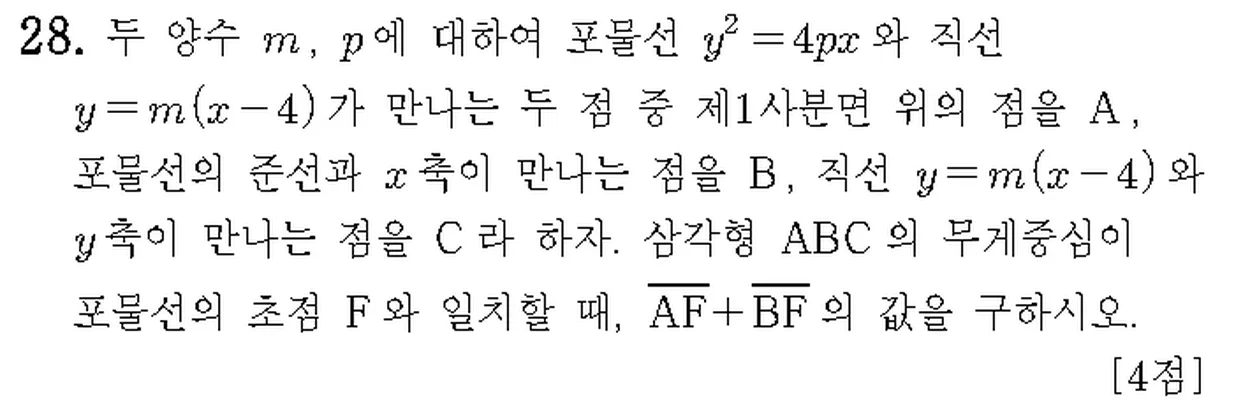 28. 두 양수 m, p에 대하여 포물선 y²=4px와 직선
y=m(x-4)가 만나는 두 점 중 제1사분면 위의 점을 A,
포물선의 준선과 x축이 만나는 점을 B, 직선 y=m(x-4)와
y축이 만나는 점을 C라 하자. 삼각형 ABC의 무게중심이
포물선의 초점 F와 일치할 때, A̅F̅+B̅F̅의 값을 구하시오.
[4점]